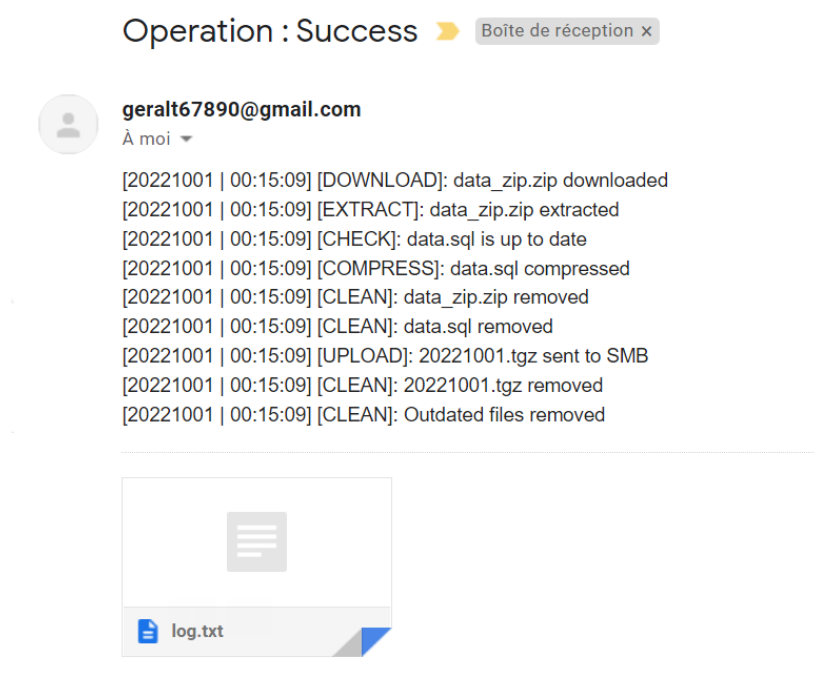 Operation : Success
Boîte de réception ×
geralt67890@gmail.com
À moi
[20221001 | 00:15:09] [DOWNLOAD]: data_zip.zip downloaded
[20221001 | 00:15:09] [EXTRACT]: data_zip.zip extracted
[20221001 | 00:15:09] [CHECK]: data.sql is up to date
[20221001 | 00:15:09] [COMPRESS]: data.sql compressed
[20221001 | 00:15:09] [CLEAN]: data_zip.zip removed
[20221001 | 00:15:09] [CLEAN]: data.sql removed
[20221001 | 00:15:09] [UPLOAD]: 20221001.tgz sent to SMB
[20221001 | 00:15:09] [CLEAN]: 20221001.tgz removed
[20221001 | 00:15:09] [CLEAN]: Outdated files removed
log.txt